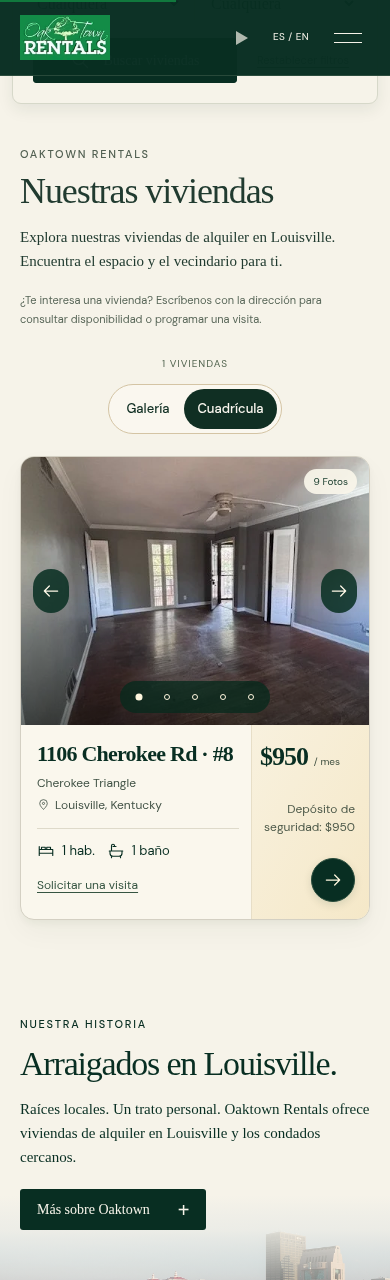 Oak Town
RENTALS
ES / EN
OAKTOWN RENTALS
Nuestras viviendas
Explora nuestras viviendas de alquiler en Louisville.
Encuentra el espacio y el vecindario para ti.
¿Te interesa una vivienda? Escríbenos con la dirección para
consultar disponibilidad o programar una visita.
1 VIVIENDAS
Galería
Cuadrícula
9 Fotos
1106 Cherokee Rd · #8
$950 / mes
Cherokee Triangle
Louisville, Kentucky
Depósito de
seguridad: $950
1 hab.
1 baño
Solicitar una visita
NUESTRA HISTORIA
Arraigados en Louisville.
Raíces locales. Un trato personal. Oaktown Rentals ofrece
viviendas de alquiler en Louisville y los condados
cercanos.
Más sobre Oaktown +